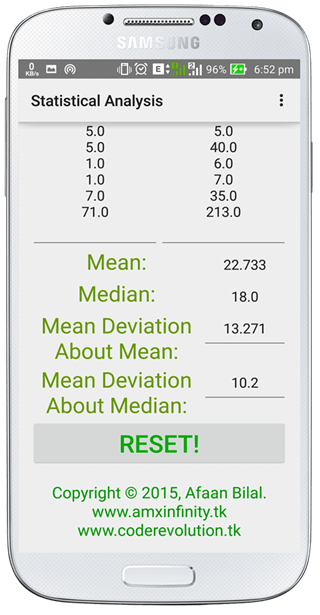 SAMSUNG
0 KB/s 96% 6:52 pm
Statistical Analysis
5.0 5.0
5.0 40.0
1.0 6.0
1.0 7.0
7.0 35.0
71.0 213.0
Mean: 22.733
Median: 18.0
Mean Deviation 13.271
About Mean:
Mean Deviation 10.2
About Median:
RESET!
Copyright © 2015, Afaan Bilal.
www.amxinfinity.tk
www.coderevolution.tk